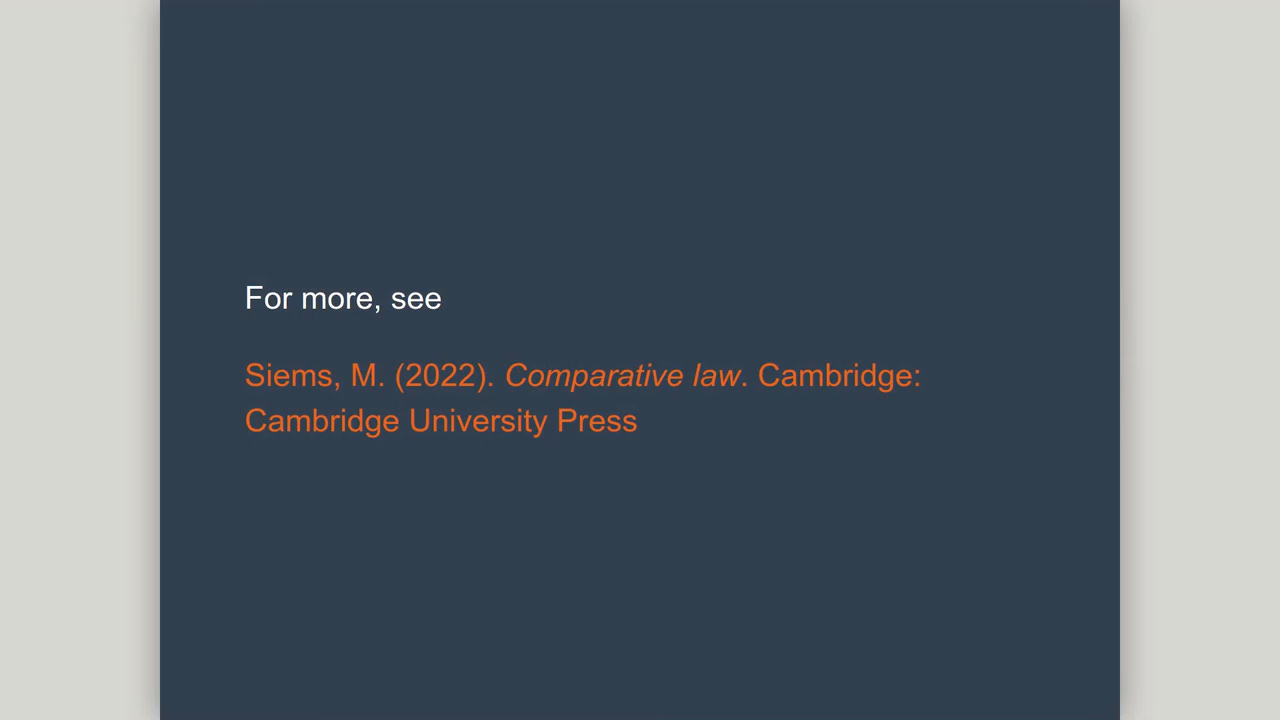 For more, see
Siems, M. (2022). Comparative law. Cambridge:
Cambridge University Press